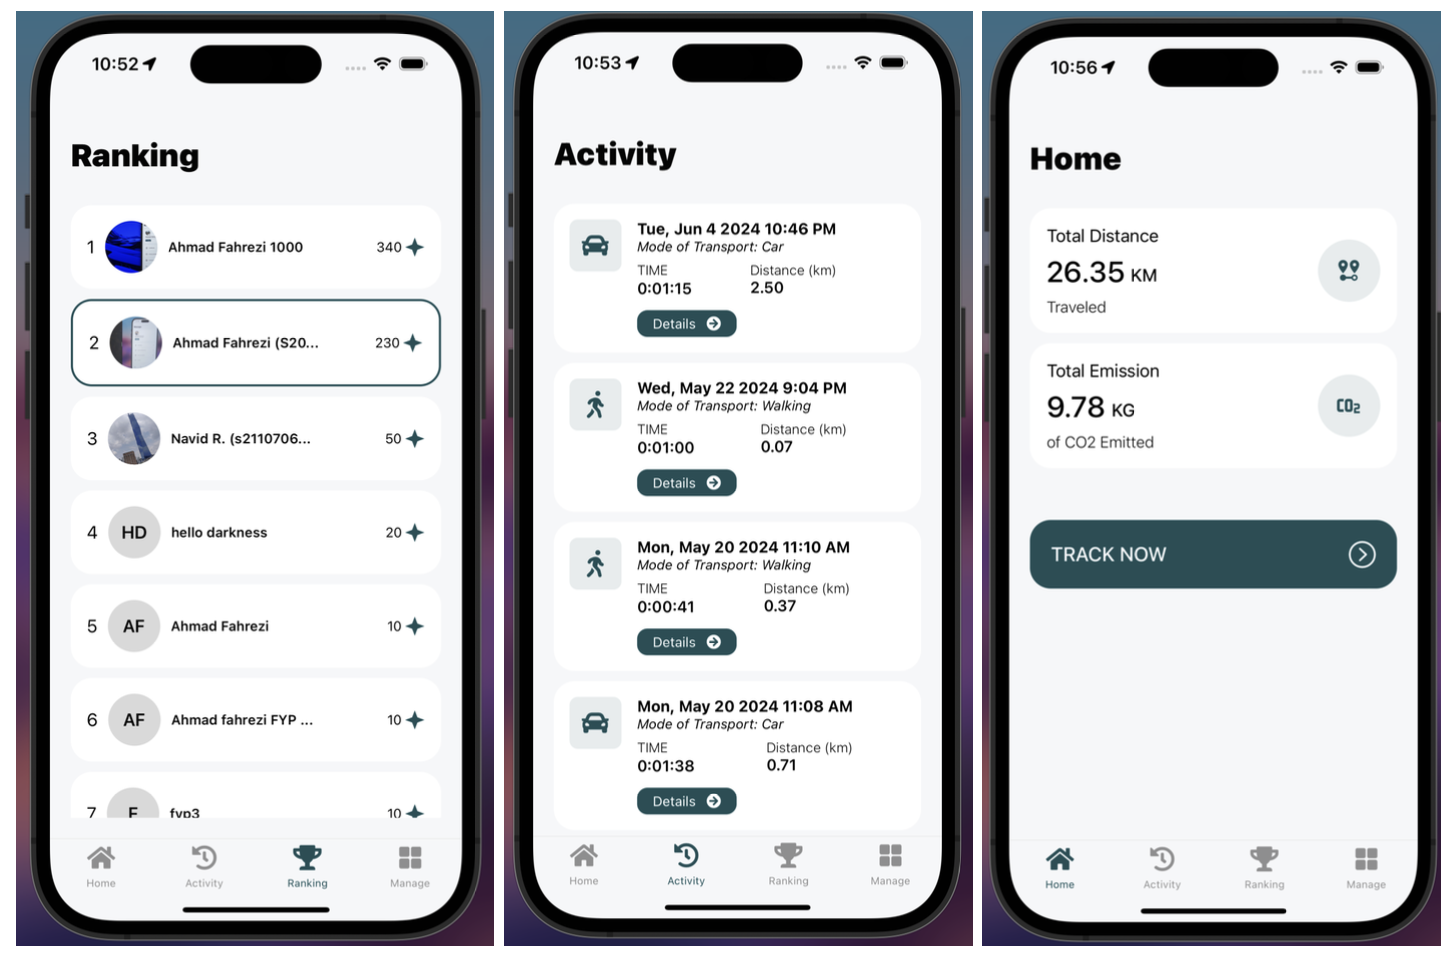 10:52
Ranking
1 Ahmad Fahrezi 1000 340
2 Ahmad Fahrezi (S20... 230
3 Navid R. (s2110706... 50
4 HD hello darkness 20
5 AF Ahmad Fahrezi 10
6 AF Ahmad fahrezi FYP ... 10
7 F fyp3 10
Home Activity Ranking Manage
10:53
Activity
Tue, Jun 4 2024 10:46 PM
Mode of Transport: Car
TIME Distance (km)
0:01:15 2.50
Details
Wed, May 22 2024 9:04 PM
Mode of Transport: Walking
TIME Distance (km)
0:01:00 0.07
Details
Mon, May 20 2024 11:10 AM
Mode of Transport: Walking
TIME Distance (km)
0:00:41 0.37
Details
Mon, May 20 2024 11:08 AM
Mode of Transport: Car
TIME Distance (km)
0:01:38 0.71
Details
Home Activity Ranking Manage
10:56
Home
Total Distance
26.35 KM
Traveled
Total Emission
9.78 KG
CO2
of CO2 Emitted
TRACK NOW
Home Activity Ranking Manage